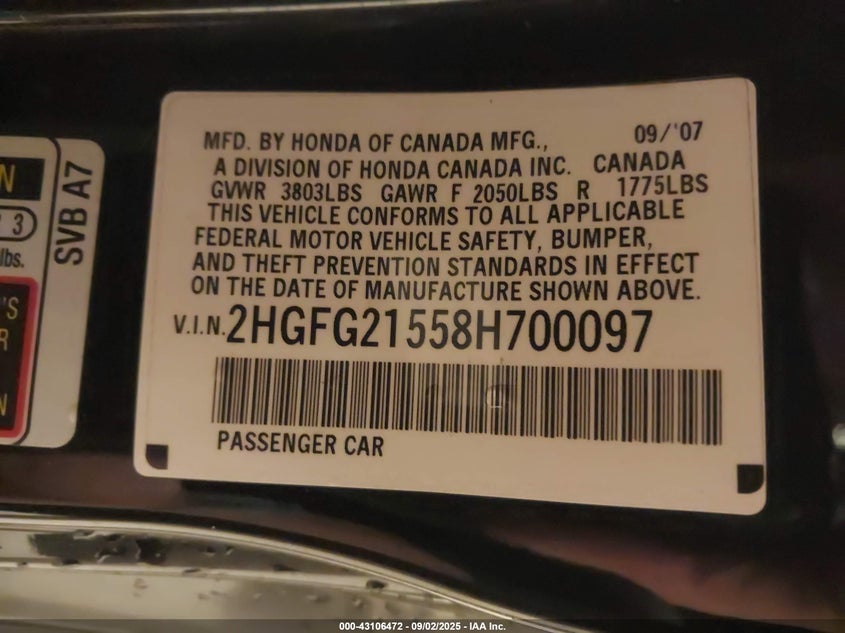 MFD. BY HONDA OF CANADA MFG., 09/'07
A DIVISION OF HONDA CANADA INC. CANADA
GVWR 3803LBS GAWR F 2050LBS R 1775LBS
THIS VEHICLE CONFORMS TO ALL APPLICABLE
FEDERAL MOTOR VEHICLE SAFETY, BUMPER,
AND THEFT PREVENTION STANDARDS IN EFFECT
ON THE DATE OF MANUFACTURE SHOWN ABOVE.
V.I.N. 2HGFG21558H700097
PASSENGER CAR
SVB A7
N
3
lbs.
'S
R
N
000-43106472 - 09/02/2025 - IAA Inc.